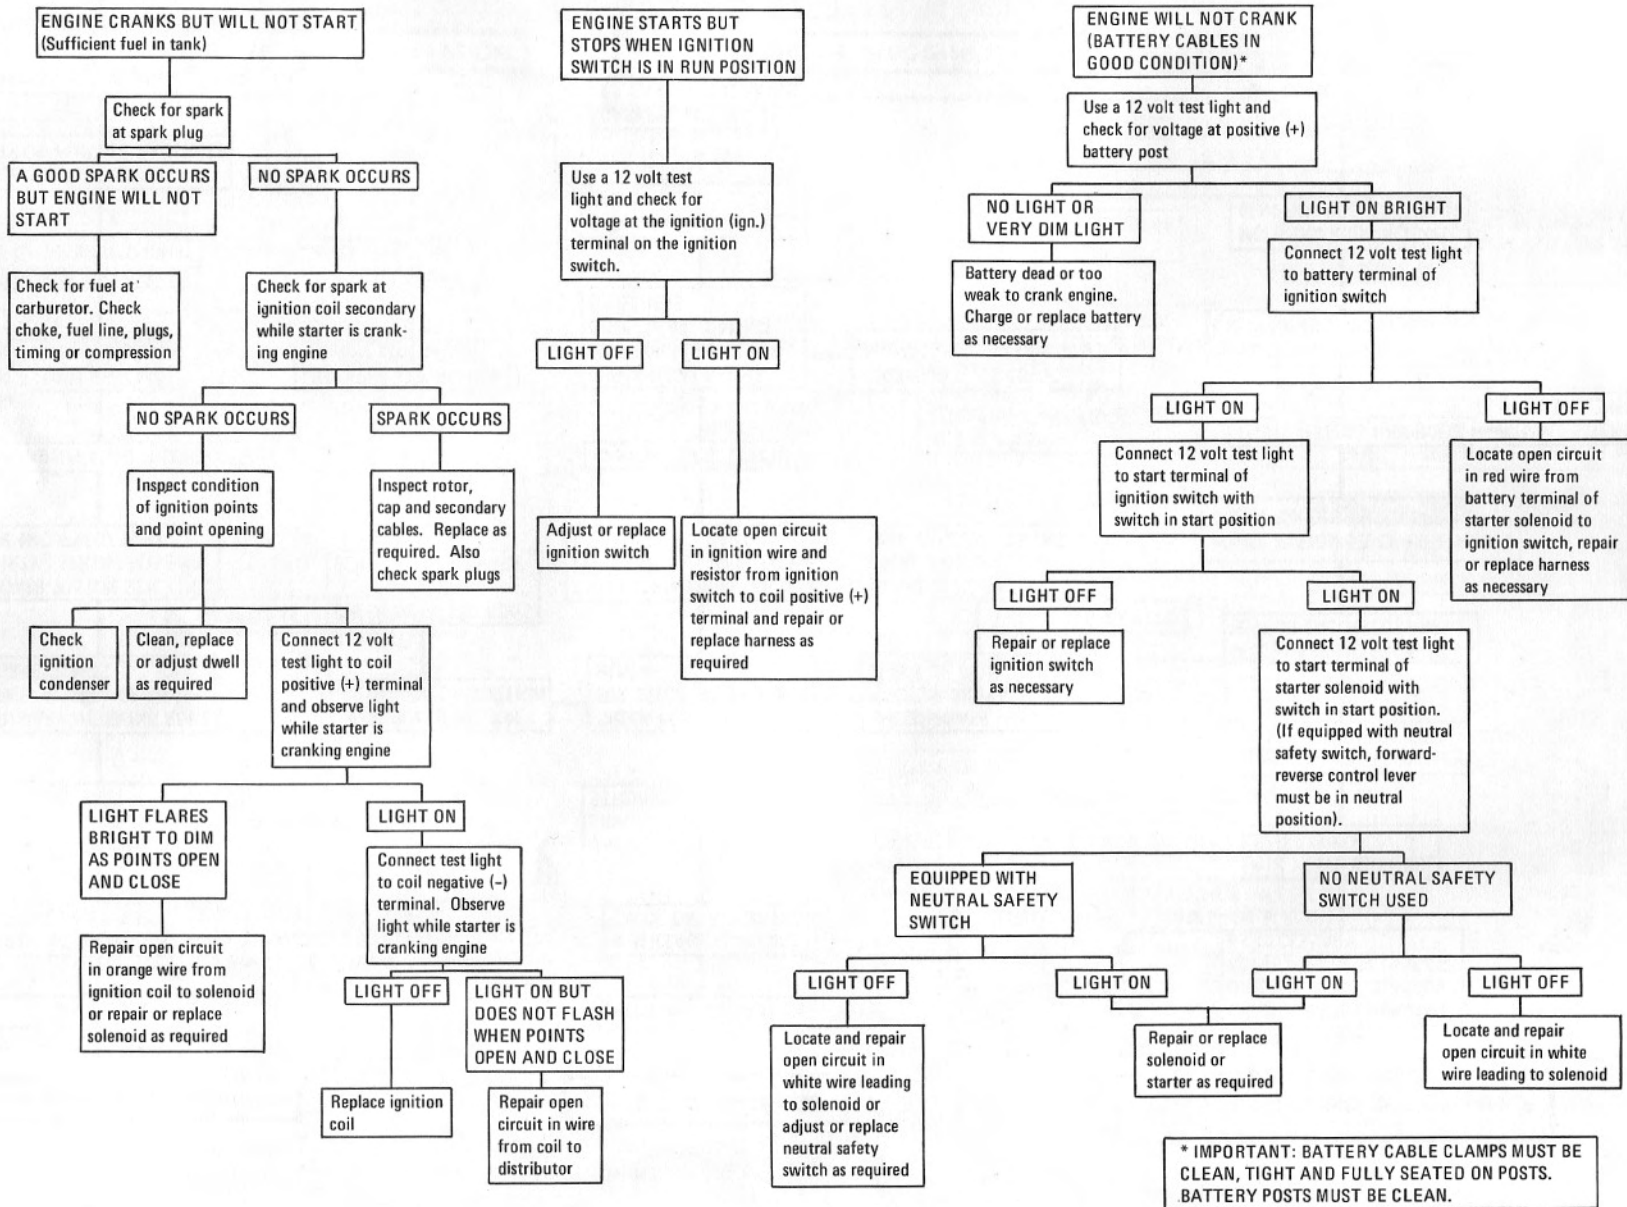 ENGINE CRANKS BUT WILL NOT START
(Sufficient fuel in tank)
Check for spark
at spark plug
A GOOD SPARK OCCURS
BUT ENGINE WILL NOT
START
NO SPARK OCCURS
Check for fuel at
carburetor. Check
choke, fuel line, plugs,
timing or compression
Check for spark at
ignition coil secondary
while starter is crank-
ing engine
NO SPARK OCCURS
SPARK OCCURS
Inspect condition
of ignition points
and point opening
Inspect rotor,
cap and secondary
cables. Replace as
required. Also
check spark plugs
Check
ignition
condenser
Clean, replace
or adjust dwell
as required
Connect 12 volt
test light to coil
positive (+) terminal
and observe light
while starter is
cranking engine
LIGHT FLARES
BRIGHT TO DIM
AS POINTS OPEN
AND CLOSE
LIGHT ON
Repair open circuit
in orange wire from
ignition coil to solenoid
or repair or replace
solenoid as required
Connect test light
to coil negative (-)
terminal. Observe
light while starter is
cranking engine
LIGHT OFF
LIGHT ON BUT
DOES NOT FLASH
WHEN POINTS
OPEN AND CLOSE
Replace ignition
coil
Repair open
circuit in wire
from coil to
distributor
ENGINE STARTS BUT
STOPS WHEN IGNITION
SWITCH IS IN RUN POSITION
Use a 12 volt test
light and check for
voltage at the ignition (ign.)
terminal on the ignition
switch.
LIGHT OFF
LIGHT ON
Adjust or replace
ignition switch
Locate open circuit
in ignition wire and
resistor from ignition
switch to coil positive (+)
terminal and repair or
replace harness as
required
ENGINE WILL NOT CRANK
(BATTERY CABLES IN
GOOD CONDITION)*
Use a 12 volt test light and
check for voltage at positive (+)
battery post
NO LIGHT OR
VERY DIM LIGHT
LIGHT ON BRIGHT
Battery dead or too
weak to crank engine.
Charge or replace battery
as necessary
Connect 12 volt test light
to battery terminal of
ignition switch
LIGHT ON
LIGHT OFF
Connect 12 volt test light
to start terminal of
ignition switch with
switch in start position
Locate open circuit
in red wire from
battery terminal of
starter solenoid to
ignition switch, repair
or replace harness
as necessary
LIGHT OFF
LIGHT ON
Repair or replace
ignition switch
as necessary
Connect 12 volt test light
to start terminal of
starter solenoid with
switch in start position.
(If equipped with neutral
safety switch, forward-
reverse control lever
must be in neutral
position).
EQUIPPED WITH
NEUTRAL SAFETY
SWITCH
NO NEUTRAL SAFETY
SWITCH USED
LIGHT OFF
LIGHT ON
LIGHT ON
LIGHT OFF
Locate and repair
open circuit in
white wire leading
to solenoid or
adjust or replace
neutral safety
switch as required
Repair or replace
solenoid or
starter as required
Locate and repair
open circuit in white
wire leading to solenoid
* IMPORTANT: BATTERY CABLE CLAMPS MUST BE
CLEAN, TIGHT AND FULLY SEATED ON POSTS.
BATTERY POSTS MUST BE CLEAN.